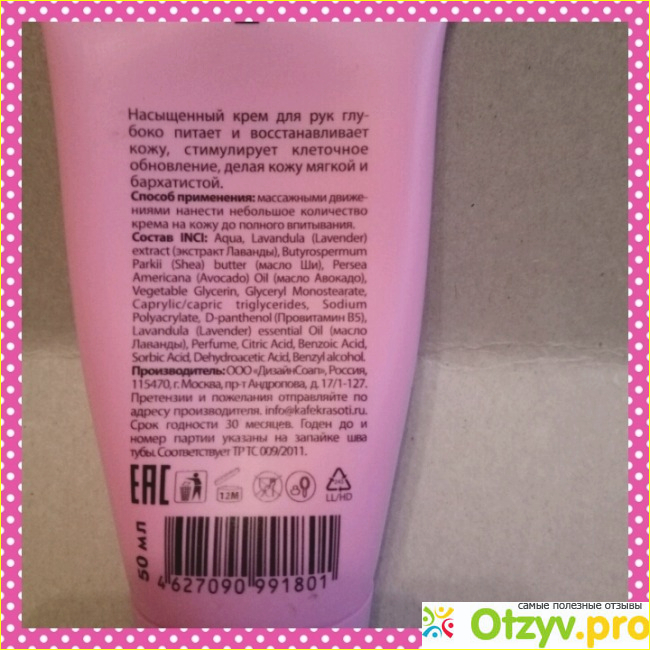 Насыщенный крем для рук глу-
боко питает и восстанавливает
кожу, стимулирует клеточное
обновление, делая кожу мягкой и
бархатистой.
Способ применения: массажными движе-
ниями нанести небольшое количество
крема на кожу до полного впитывания.
Состав INCI: Aqua, Lavandula (Lavender)
extract (экстракт Лаванды), Butyrospermum
Parkii (Shea) butter (масло Ши), Persea
Americana (Avocado) Oil (масло Авокадо),
Vegetable Glycerin, Glyceryl Monostearate,
Caprylic/capric triglycerides, Sodium
Polyacrylate, D-panthenol (Провитамин B5),
Lavandula (Lavender) essential Oil (масло
Лаванды), Perfume, Citric Acid, Benzoic Acid,
Sorbic Acid, Dehydroacetic Acid, Benzyl alcohol.
Производитель: ООО «ДизайнСоап», Россия,
115470, г. Москва, пр-т Андропова, д. 17/1-127.
Претензии и пожелания отправляйте по
адресу производителя. info@kafekrasoti.ru.
Срок годности 30 месяцев. Годен до и
номер партии указаны на запайке шва
тубы. Соответствует ТР ТС 009/2011.
EAC
12M
LL/HD
50 мл
4 627090 991801
самые полезные отзывы
Otzyv.pro